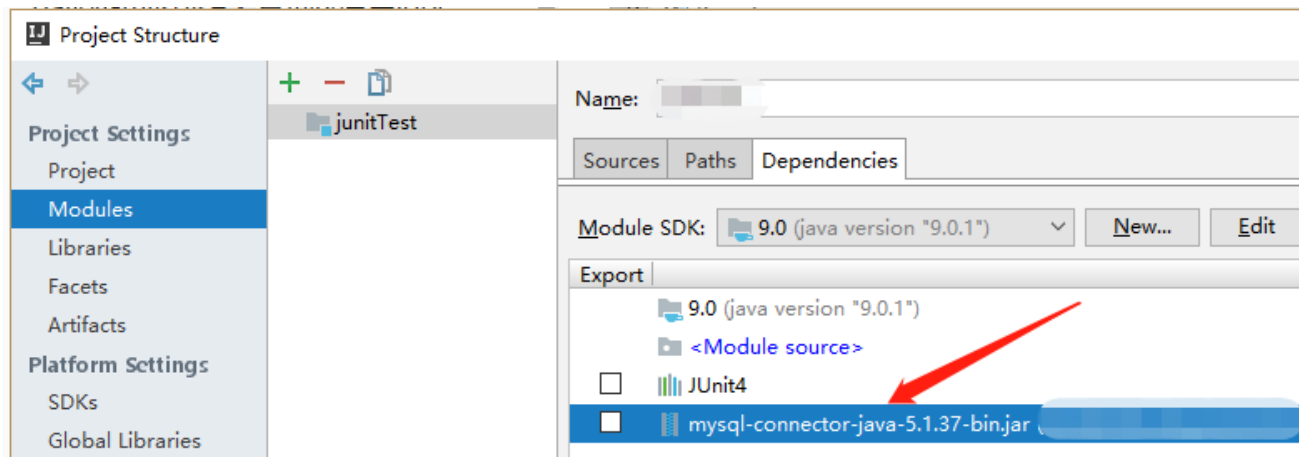 Project Structure
Project Settings
Project
Modules
Libraries
Facets
Artifacts
Platform Settings
SDKs
Global Libraries
junitTest
Name:
Sources Paths Dependencies
Module SDK: 9.0 (java version "9.0.1") New... Edit
Export
9.0 (java version "9.0.1")
<Module source>
JUnit4
mysql-connector-java-5.1.37-bin.jar (